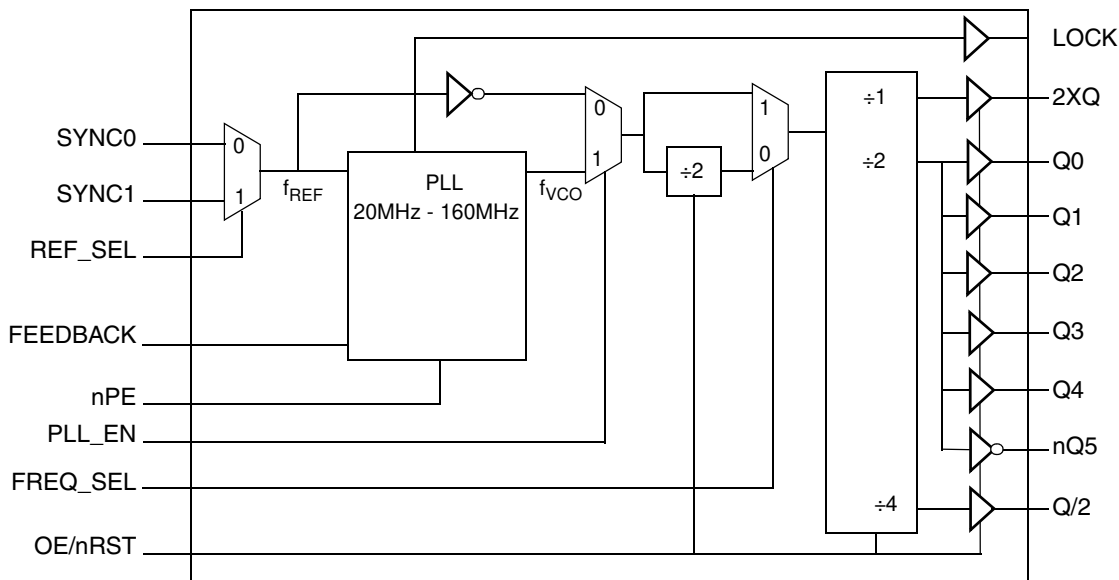 LOCK
2XQ
Q0
Q1
Q2
Q3
Q4
nQ5
Q/2
SYNC0
SYNC1
REF_SEL
FEEDBACK
nPE
PLL_EN
FREQ_SEL
OE/nRST
0
1
fREF
PLL
20MHz - 160MHz
fVCO
0
1
÷2
1
0
÷1
÷2
÷4